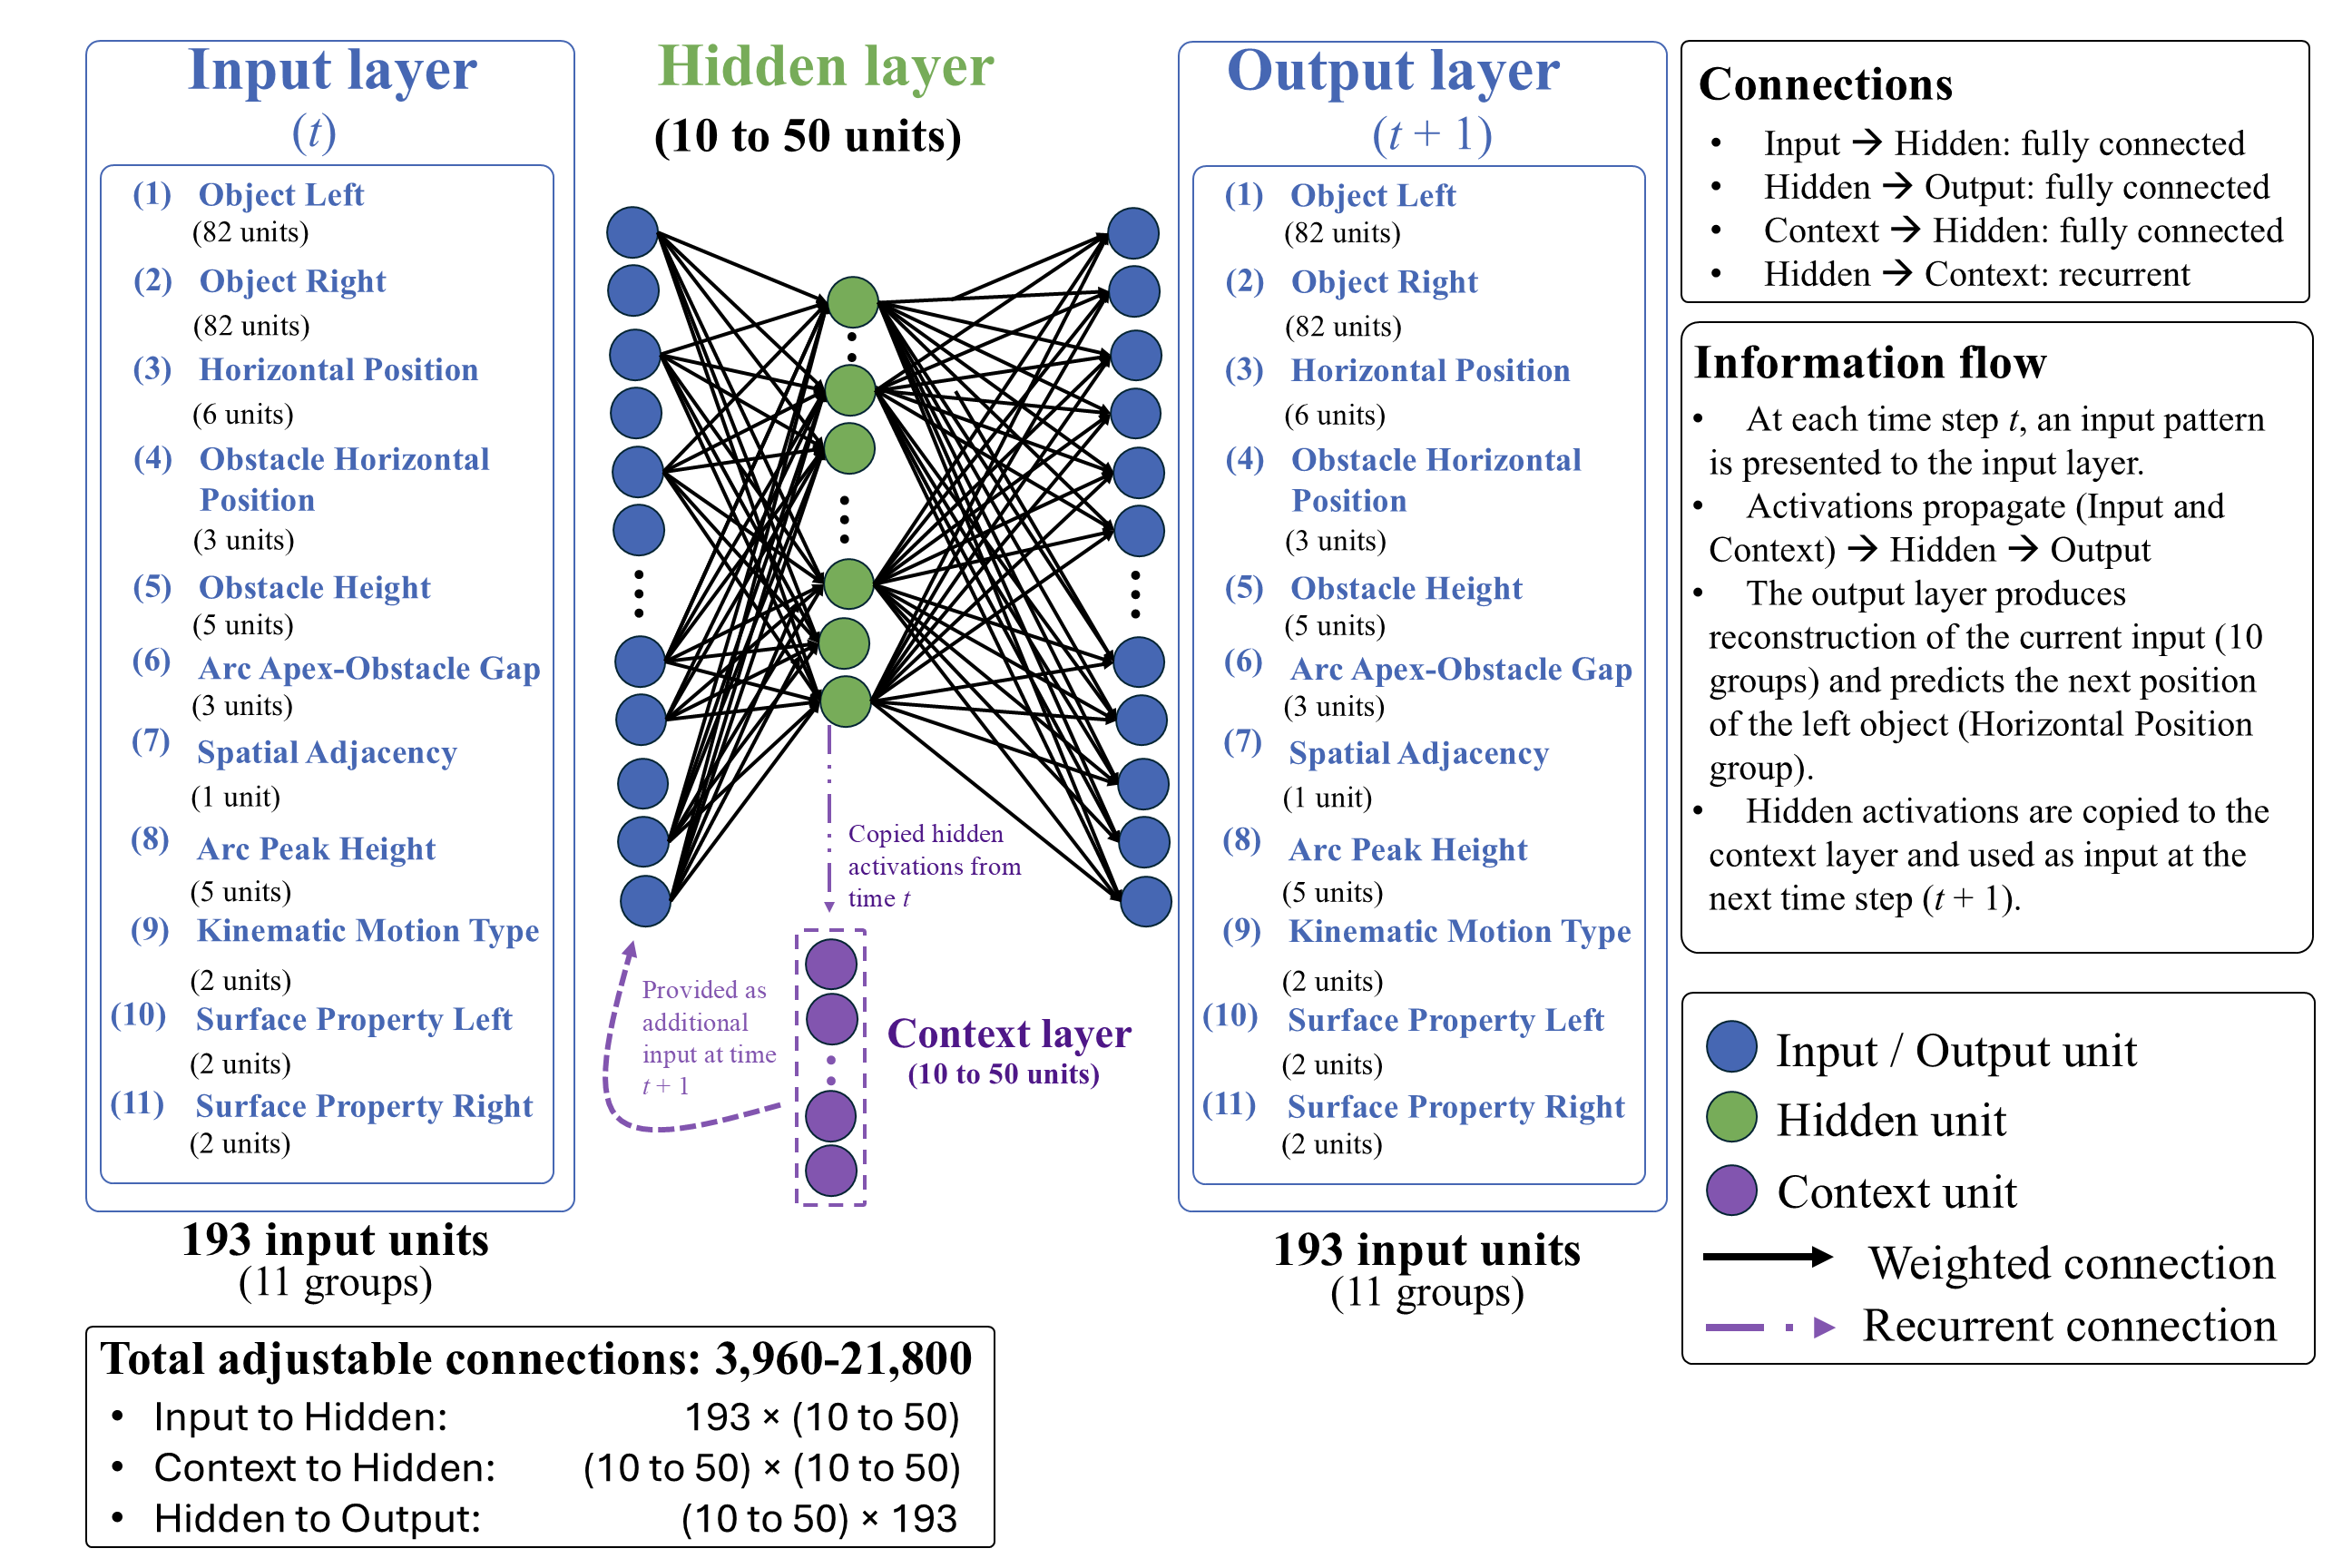 Input layer
(t)
(1) Object Left
(82 units)
(2) Object Right
(82 units)
(3) Horizontal Position
(6 units)
(4) Obstacle Horizontal
Position
(3 units)
(5) Obstacle Height
(5 units)
(6) Arc Apex-Obstacle Gap
(3 units)
(7) Spatial Adjacency
(1 unit)
(8) Arc Peak Height
(5 units)
(9) Kinematic Motion Type
(2 units)
(10) Surface Property Left
(2 units)
(11) Surface Property Right
(2 units)
193 input units
(11 groups)
Hidden layer
(10 to 50 units)
Copied hidden
activations from
time t
Provided as
additional
input at time
t + 1
Context layer
(10 to 50 units)
Output layer
(t + 1)
(1) Object Left
(82 units)
(2) Object Right
(82 units)
(3) Horizontal Position
(6 units)
(4) Obstacle Horizontal
Position
(3 units)
(5) Obstacle Height
(5 units)
(6) Arc Apex-Obstacle Gap
(3 units)
(7) Spatial Adjacency
(1 unit)
(8) Arc Peak Height
(5 units)
(9) Kinematic Motion Type
(2 units)
(10) Surface Property Left
(2 units)
(11) Surface Property Right
(2 units)
193 input units
(11 groups)
Connections
• Input → Hidden: fully connected
• Hidden → Output: fully connected
• Context → Hidden: fully connected
• Hidden → Context: recurrent
Information flow
• At each time step t, an input pattern
is presented to the input layer.
• Activations propagate (Input and
Context) → Hidden → Output
• The output layer produces
reconstruction of the current input (10
groups) and predicts the next position
of the left object (Horizontal Position
group).
• Hidden activations are copied to the
context layer and used as input at the
next time step (t + 1).
Input / Output unit
Hidden unit
Context unit
Weighted connection
Recurrent connection
Total adjustable connections: 3,960-21,800
• Input to Hidden: 193 × (10 to 50)
• Context to Hidden: (10 to 50) × (10 to 50)
• Hidden to Output: (10 to 50) × 193